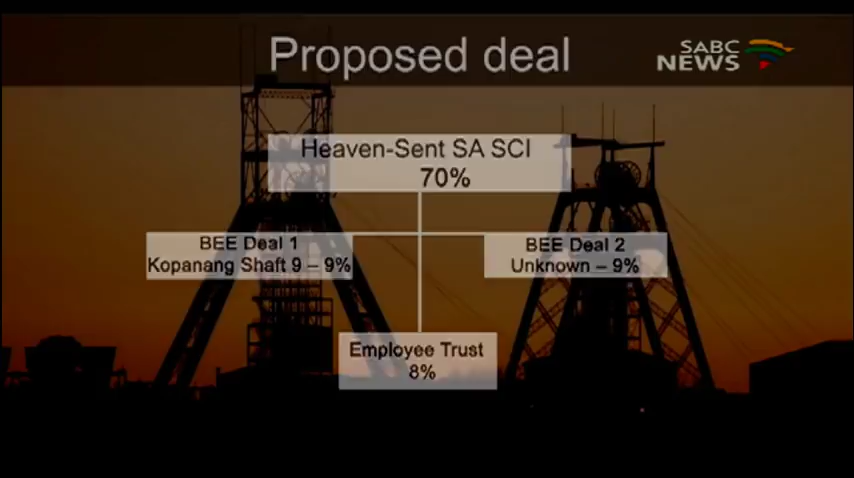 Proposed deal
SABC
NEWS
Heaven-Sent SA SCI
70%
BEE Deal 1
Kopanang Shaft 9 – 9%
BEE Deal 2
Unknown – 9%
Employee Trust
8%